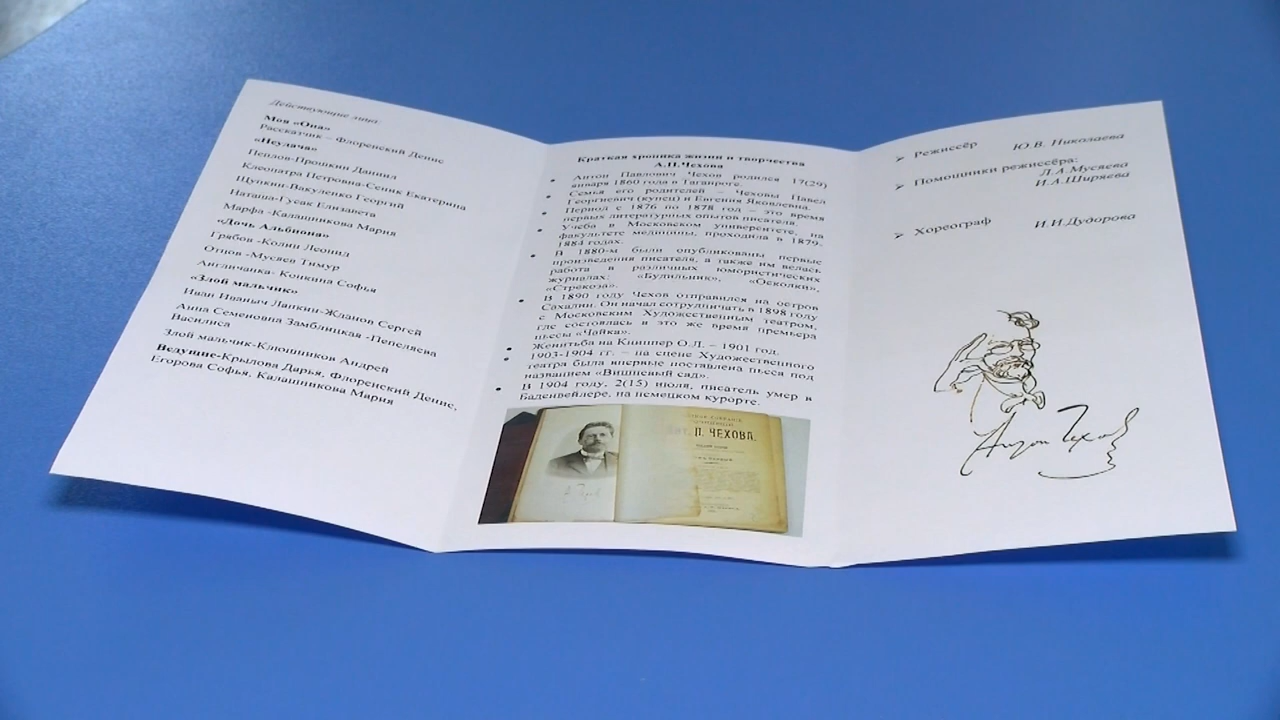 Действующие лица:
Моя «Она»
Рассказчик – Флоренский Денис
«Неудача»
Пеплов-Прошкин Даниил
Клеопатра Петровна-Сеник Екатерина
Щупкин-Вакуленко Георгий
Наташа-Гусак Елизавета
Марфа -Калашникова Мария
«Дочь Альбиона»
Грябов -Колин Леонид
Отцов -Мусяев Тимур
Англичанка- Конкина Софья
«Злой мальчик»
Иван Иваныч Лапкин-Жданов Сергей
Анна Семеновна Замблицкая -Пепеляева
Василиса
Злой мальчик-Клюшников Андрей
Ведущие-Крылова Дарья, Флоренский Денис,
Егорова Софья, Калашникова Мария
Краткая хроника жизни и творчества
А.П.Чехова
• Антон Павлович Чехов родился 17(29)
января 1860 года в Таганроге.
• Семья его родителей – Чеховы Павел
Георгиевич (купец) и Евгения Яковлевна.
• Период с 1876 по 1878 год – это время
первых литературных опытов писателя.
• Учеба в Московском университете, на
факультете медицины, проходила в 1879-
1884 годах.
• В 1880-м были опубликованы первые
произведения писателя, а также им велась
работа в различных юмористических
журналах: «Будильник», «Осколки»,
«Стрекоза».
• В 1890 году Чехов отправился на остров
Сахалин. Он начал сотрудничать в 1898 году
с Московским Художественным театром,
где состоялась в это же время премьера
пьесы «Чайка».
• Женитьба на Книппер О.Л. – 1901 год.
• 1903-1904 гг. – на сцене Художественного
театра была впервые поставлена пьеса под
названием «Вишневый сад».
• В 1904 году, 2(15) июля, писатель умер в
Баденвейлере, на немецком курорте.
П. ЧЕХОВА.
➢ Режиссёр Ю.В. Николаева
➢ Помощники режиссёра:
Л.А.Мусяева
И.А.Ширяева
➢ Хореограф И.И.Дудорова
Антон Чехов